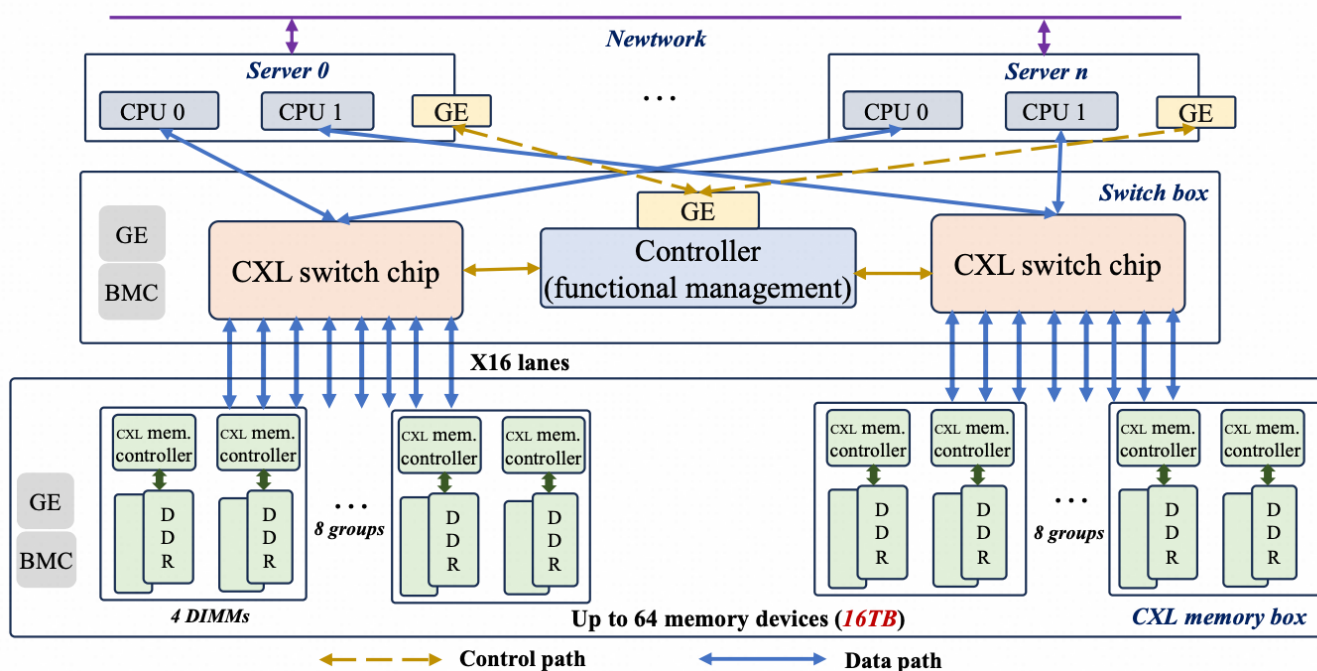 Newtwork
Server 0
CPU 0
CPU 1
GE
...
Server n
CPU 0
CPU 1
GE
Switch box
GE
BMC
CXL switch chip
GE
Controller
(functional management)
CXL switch chip
X16 lanes
CXL mem.
controller
CXL mem.
controller
CXL mem.
controller
CXL mem.
controller
CXL mem.
controller
CXL mem.
controller
CXL mem.
controller
CXL mem.
controller
GE
BMC
D
D
R
D
D
R
...
8 groups
D
D
R
D
D
R
D
D
R
D
D
R
...
8 groups
D
D
R
D
D
R
4 DIMMs
Up to 64 memory devices (16TB)
CXL memory box
Control path
Data path